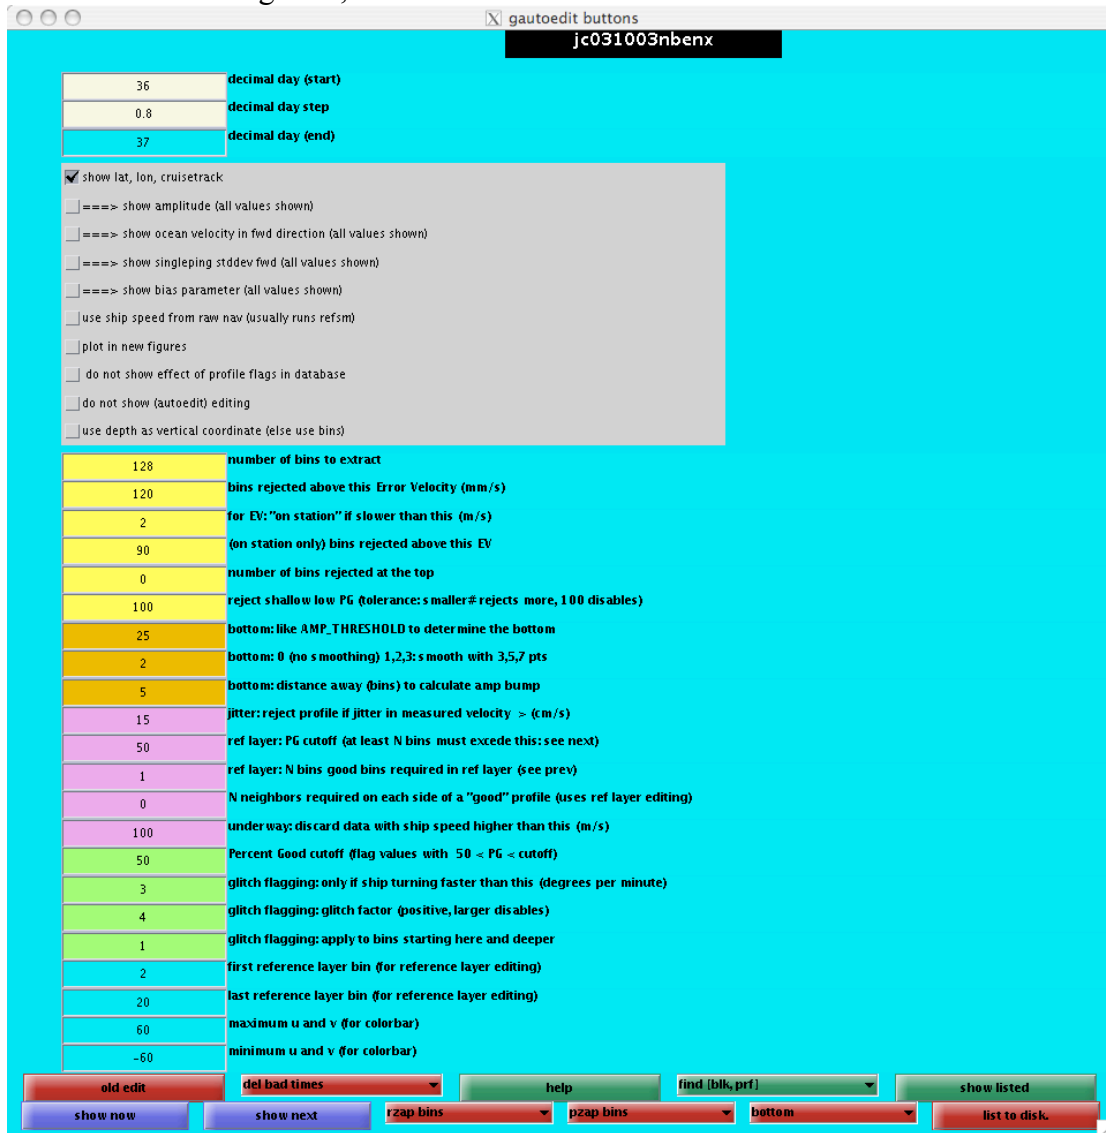 gautoedit buttons
jc031003nbenx
36 decimal day (start)
0.8 decimal day step
37 decimal day (end)
show lat, lon, cruisetrack
===> show amplitude (all values shown)
===> show ocean velocity in fwd direction (all values shown)
===> show singleping stddev fwd (all values shown)
===> show bias parameter (all values shown)
use ship speed from raw nav (usually runs refsm)
plot in new figures
do not show effect of profile flags in database
do not show (autoedit) editing
use depth as vertical coordinate (else use bins)
128 number of bins to extract
120 bins rejected above this Error Velocity (mm/s)
2 for EV: "on station" if slower than this (m/s)
90 (on station only) bins rejected above this EV
0 number of bins rejected at the top
100 reject shallow low PG (tolerance: smaller# rejects more, 100 disables)
25 bottom: like AMP_THRESHOLD to determine the bottom
2 bottom: 0 (no smoothing) 1,2,3: smooth with 3,5,7 pts
5 bottom: distance away (bins) to calculate amp bump
15 jitter: reject profile if jitter in measured velocity > (cm/s)
50 ref layer: PG cutoff (at least N bins must excede this: see next)
1 ref layer: N bins good bins required in ref layer (see prev)
0 N neighbors required on each side of a "good" profile (uses ref layer editing)
100 underway: discard data with ship speed higher than this (m/s)
50 Percent Good cutoff (flag values with 50 < PG < cutoff)
3 glitch flagging: only if ship turning faster than this (degrees per minute)
4 glitch flagging: glitch factor (positive, larger disables)
1 glitch flagging: apply to bins starting here and deeper
2 first reference layer bin (for reference layer editing)
20 last reference layer bin (for reference layer editing)
60 maximum u and v (for colorbar)
-60 minimum u and v (for colorbar)
old edit del bad times help find [blk, prf] show listed
show now show next rzap bins pzap bins bottom list to disk.